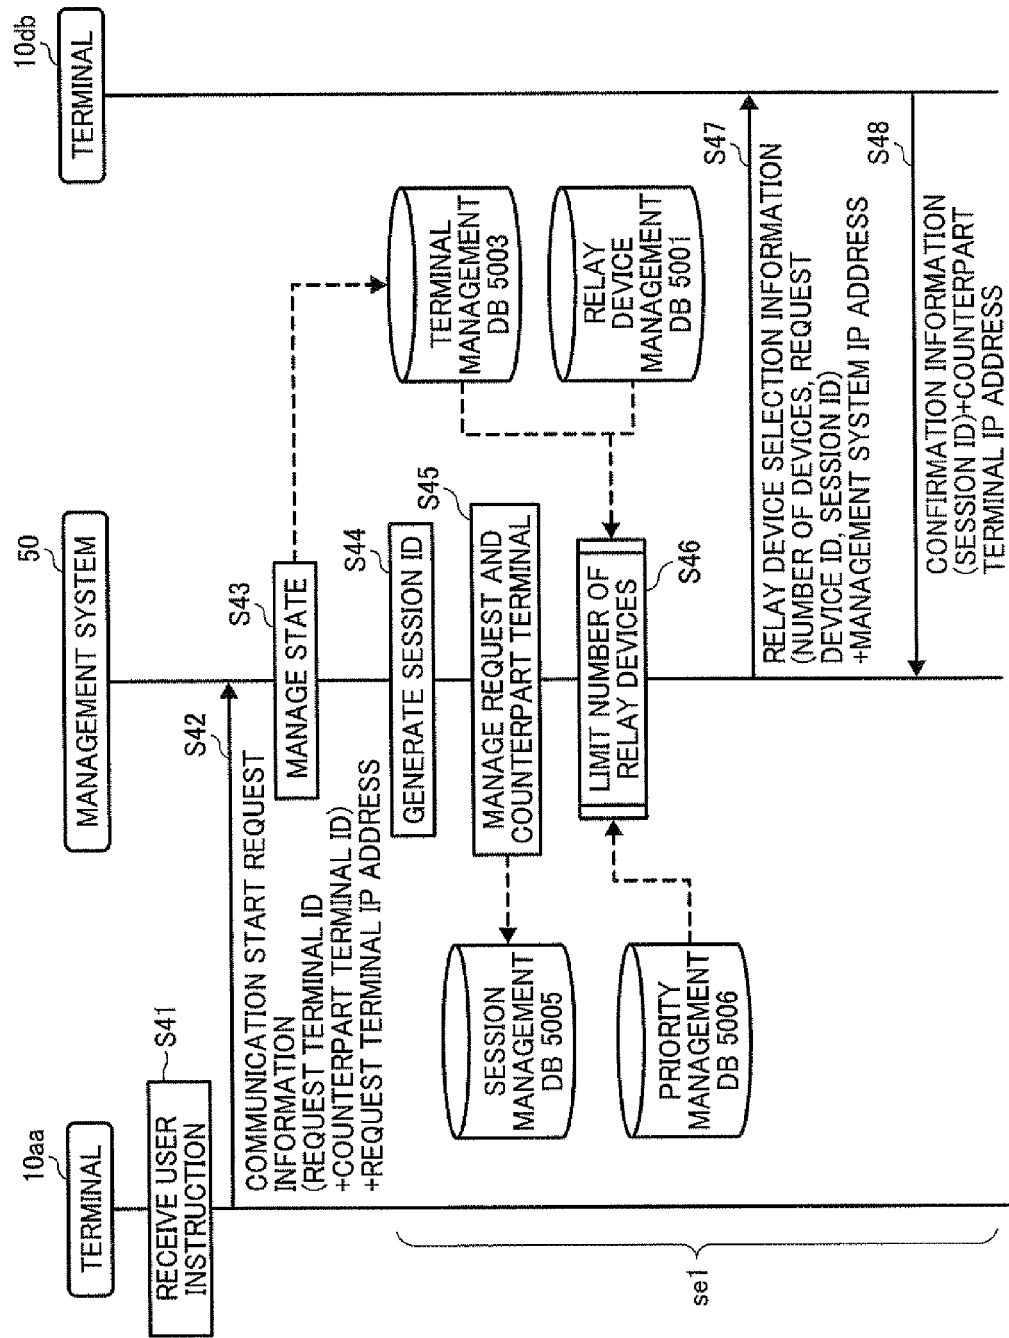 10aa
TERMINAL
50
MANAGEMENT SYSTEM
10db
TERMINAL
RECEIVE USER
INSTRUCTION
S41
S42
COMMUNICATION START REQUEST
INFORMATION
(REQUEST TERMINAL ID
+COUNTERPART TERMINAL ID)
+REQUEST TERMINAL IP ADDRESS
S43
MANAGE STATE
TERMINAL
MANAGEMENT
DB 5003
S44
GENERATE SESSION ID
S45
MANAGE REQUEST AND
COUNTERPART TERMINAL
SESSION
MANAGEMENT
DB 5005
RELAY
DEVICE
MANAGEMENT
DB 5001
LIMIT NUMBER OF
RELAY DEVICES
S46
PRIORITY
MANAGEMENT
DB 5006
S47
RELAY DEVICE SELECTION INFORMATION
(NUMBER OF DEVICES, REQUEST
DEVICE ID, SESSION ID)
+MANAGEMENT SYSTEM IP ADDRESS
S48
CONFIRMATION INFORMATION
(SESSION ID)+COUNTERPART
TERMINAL IP ADDRESS
se1